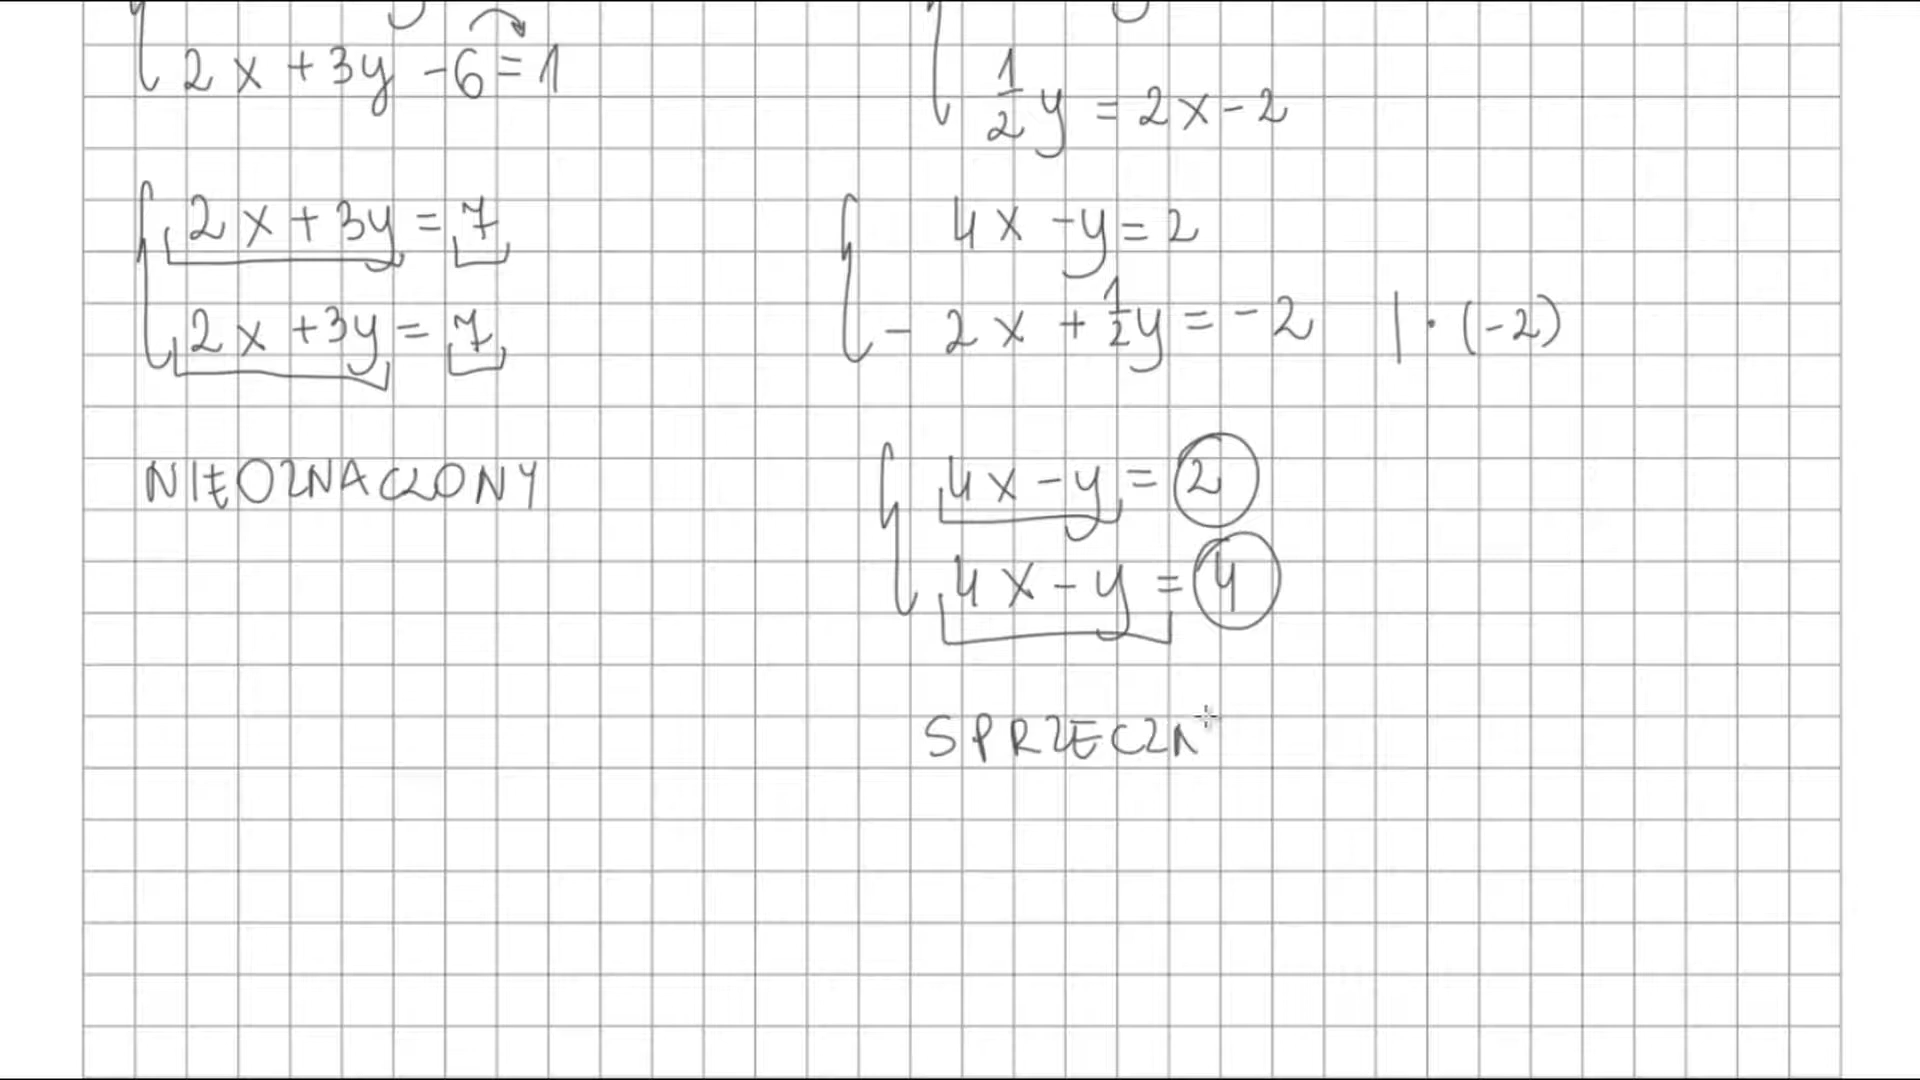 2x + 3y - 6 = 1
2x + 3y = 7
2x + 3y = 7
NIEOZNACZONY
1/2 y = 2x - 2
4x - y = 2
- 2x + 1/2 y = -2 | · (-2)
4x - y = 2
4x - y = 4
SPRZECZN